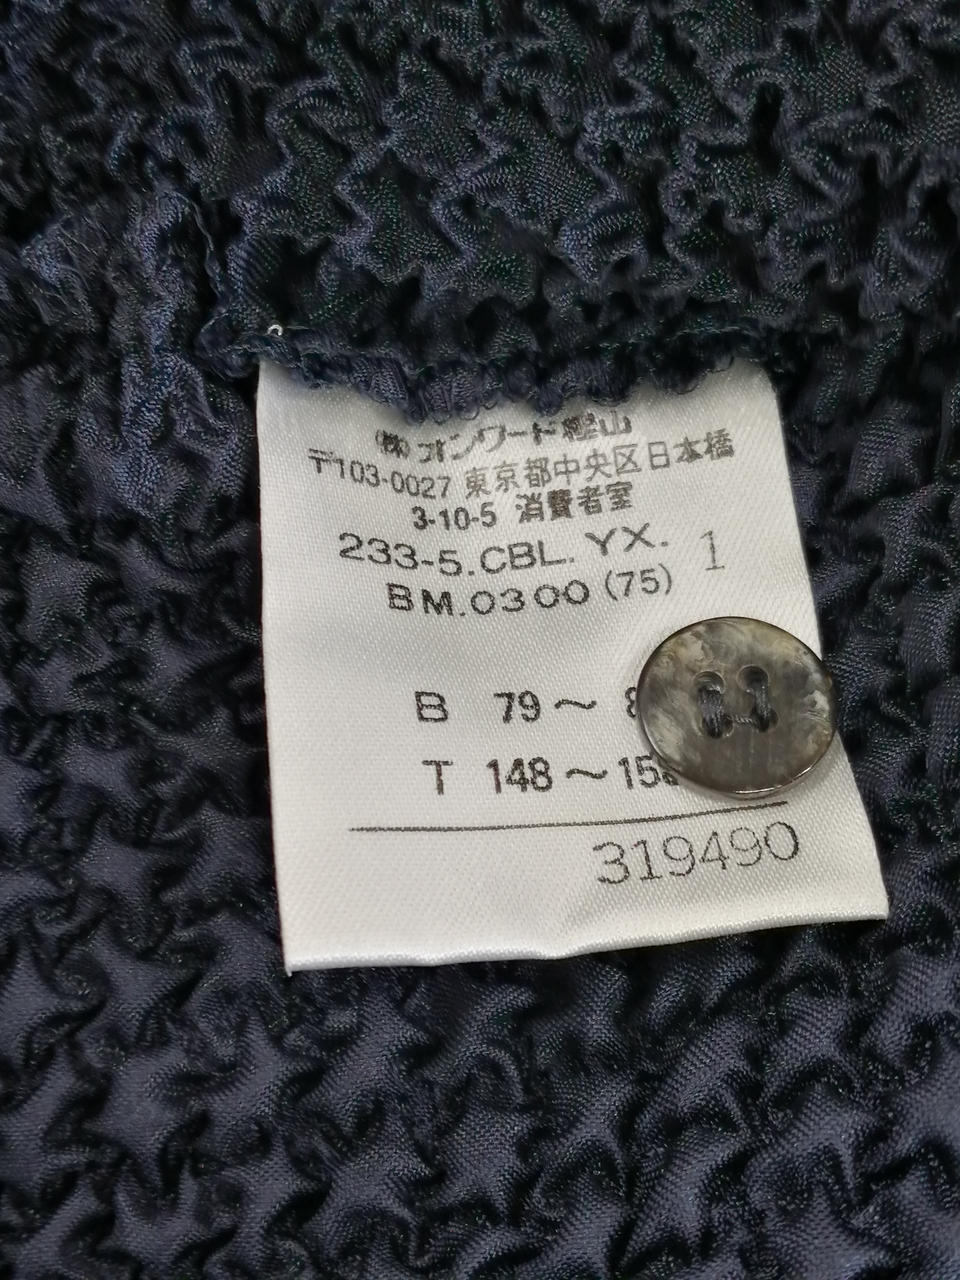 ㈱オンワード樫山
〒103-0027 東京都中央区日本橋
3-10-5 消費者室
233-5.CBL.YX. 1
BM.0300 (75)
B 79～
T 148～15
319490